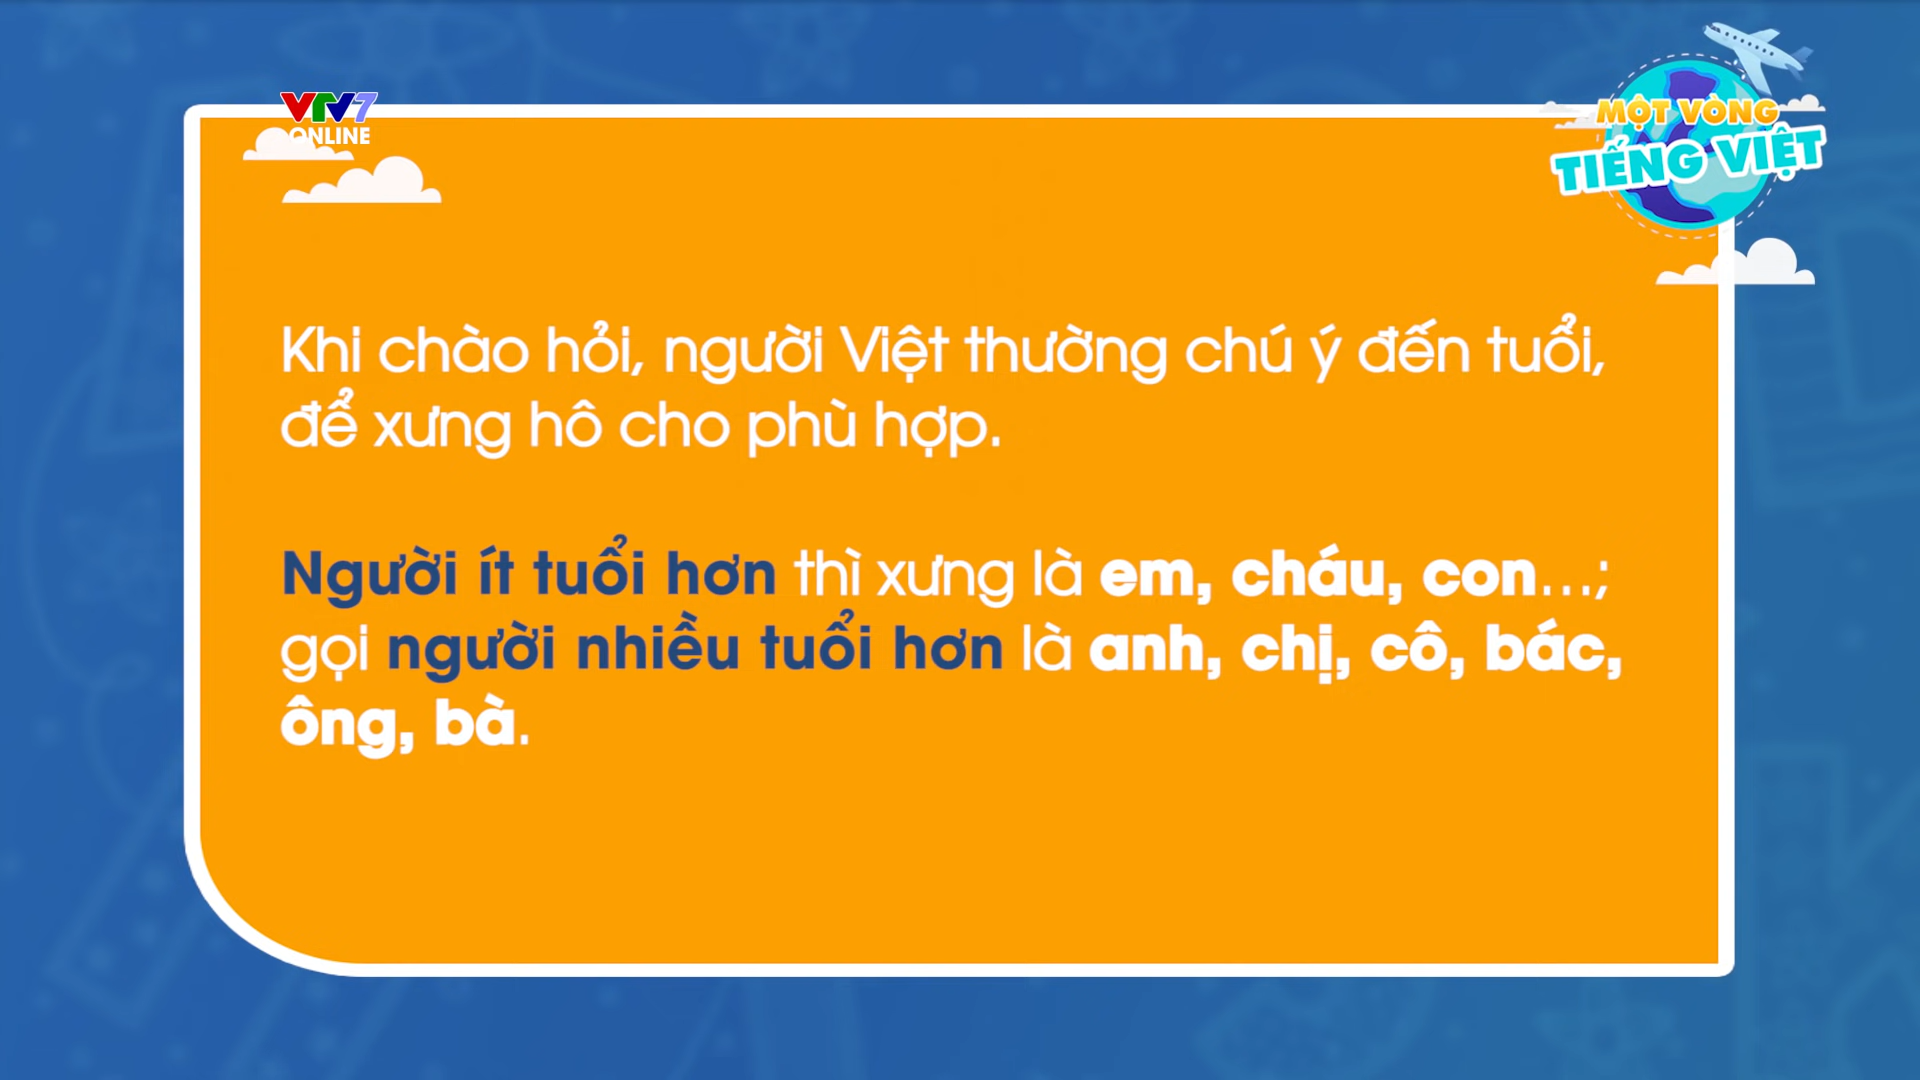 VTV7
ONLINE
MỘT VÒNG
TIẾNG VIỆT
Khi chào hỏi, người Việt thường chú ý đến tuổi,
để xưng hô cho phù hợp.
Người ít tuổi hơn thì xưng là em, cháu, con...;
gọi người nhiều tuổi hơn là anh, chị, cô, bác,
ông, bà.